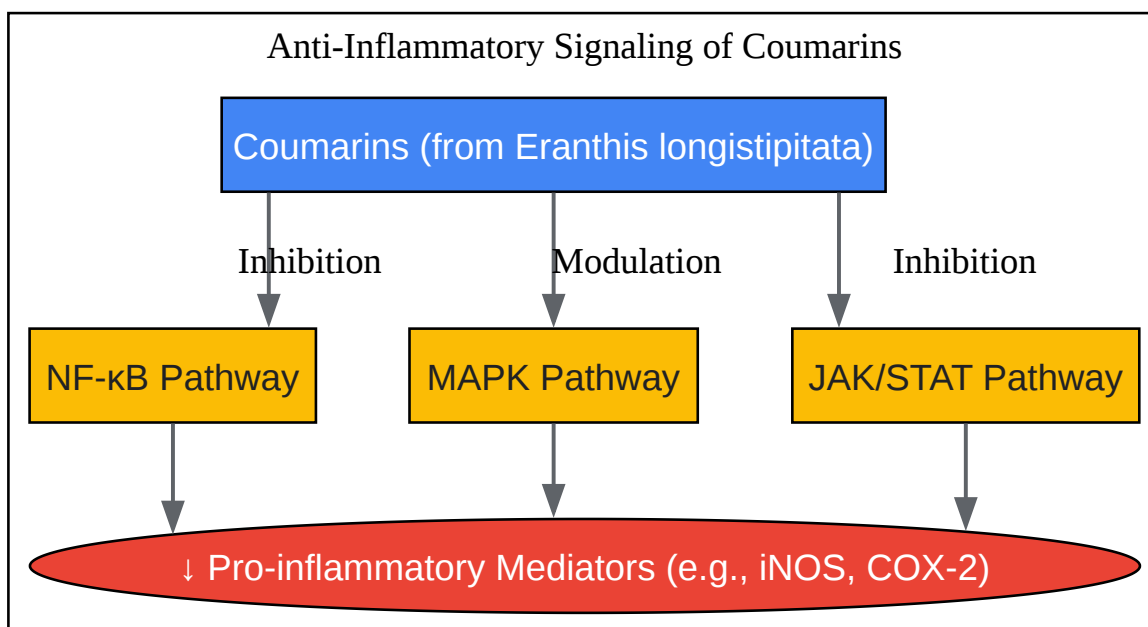 Anti-Inflammatory Signaling of Coumarins
Coumarins (from Eranthis longistipitata)
Inhibition
Modulation
Inhibition
NF-κB Pathway
MAPK Pathway
JAK/STAT Pathway
↓ Pro-inflammatory Mediators (e.g., iNOS, COX-2)